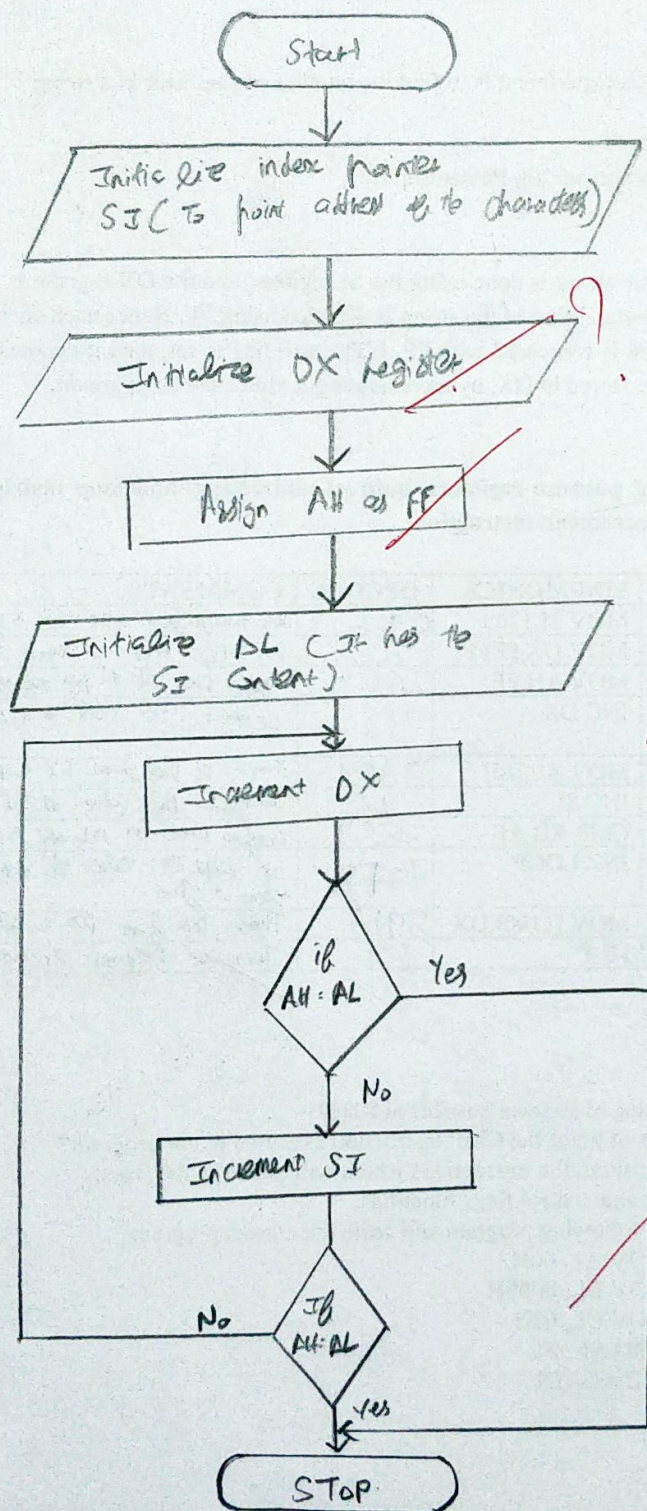 Start
Initialize index pointer
SI (To point address of the characters)
Initialize DX register
?
Assign AH as FF
Initialize AL (It has the
SI Content)
Increment DX
if
AH = AL
Yes
No
Increment SI
If
AH=AL
No
Yes
STOP.